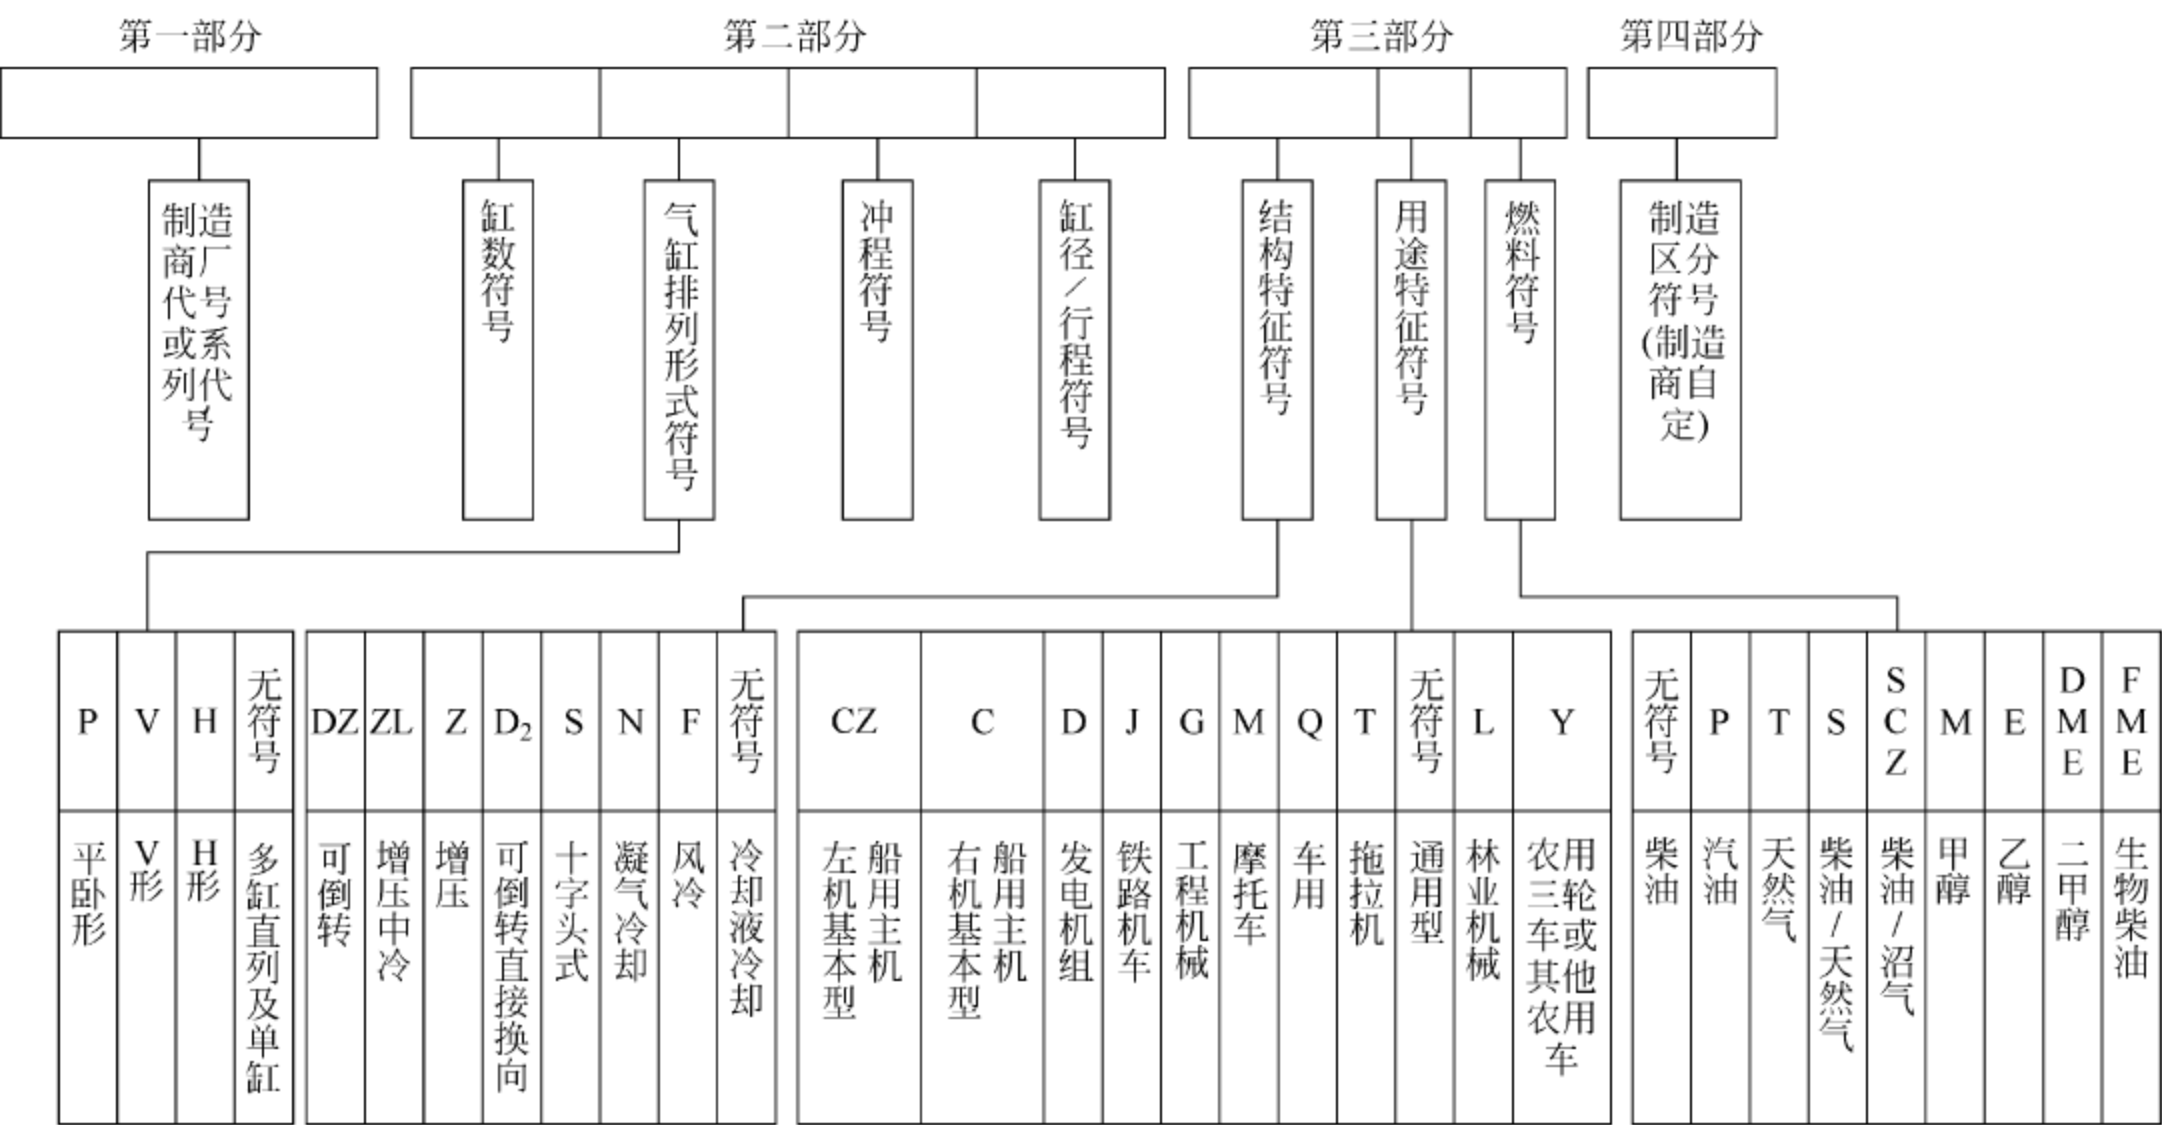 第一部分
第二部分
第三部分
第四部分
制造
商厂
代号
或系
列代
号
缸数符号
气缸排列形式符号
冲程符号
缸径/行程符号
结构特征符号
用途特征符号
燃料符号
制造
区分
符号
(制造
商自
定)
P
V
H
无符号
DZ
ZL
Z
D₂
S
N
F
无符号
CZ
C
D
J
G
M
Q
T
无符号
L
Y
无符号
P
T
S
SCZ
M
E
DME
FME
平卧形
V形
H形
多缸直列及单缸
可倒转
增压中冷
增压
可倒转直接换向
十字头式
凝气冷却
风冷
冷却液冷却
船用主机
左机基本型
船用主机
右机基本型
发电机组
铁路机车
工程机械
摩托车
车用
拖拉机
通用型
林业机械
农用
三轮
车或
其他
农用
车
柴油
汽油
天然气
柴油/天然气
柴油/沼气
甲醇
乙醇
二甲醇
生物柴油